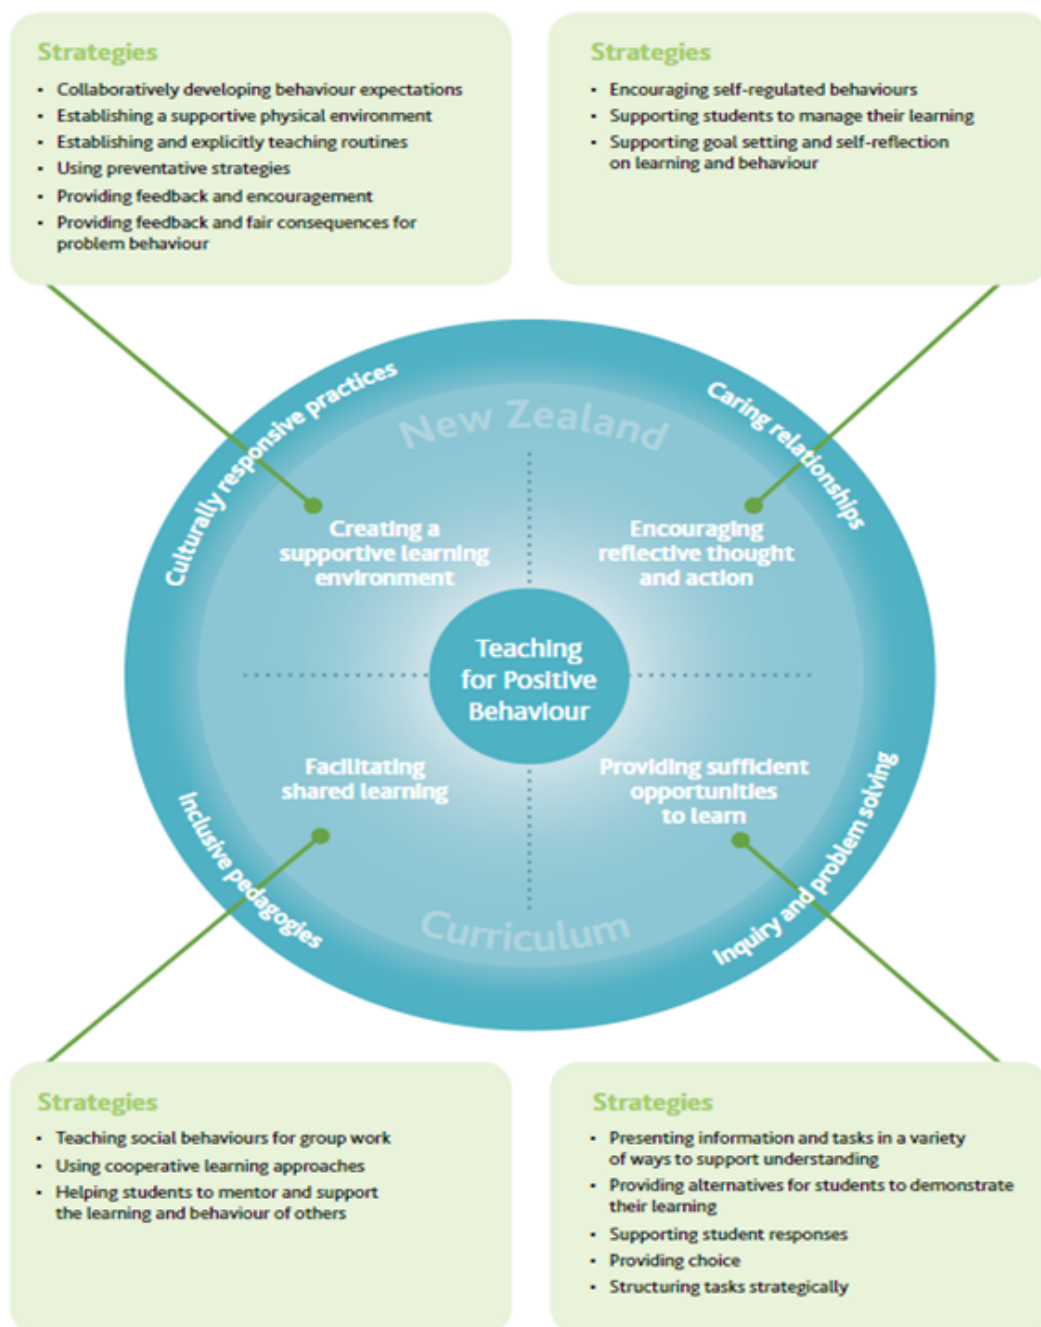 Strategies
• Collaboratively developing behaviour expectations
• Establishing a supportive physical environment
• Establishing and explicitly teaching routines
• Using preventative strategies
• Providing feedback and encouragement
• Providing feedback and fair consequences for
problem behaviour
Strategies
• Encouraging self-regulated behaviours
• Supporting students to manage their learning
• Supporting goal setting and self-reflection
on learning and behaviour
Culturally responsive practices
Caring relationships
New Zealand
Creating a
supportive learning
environment
Encouraging
reflective thought
and action
Teaching
for Positive
Behaviour
Facilitating
shared learning
Providing sufficient
opportunities
to learn
Inclusive pedagogies
Inquiry and problem solving
Curriculum
Strategies
• Teaching social behaviours for group work
• Using cooperative learning approaches
• Helping students to mentor and support
the learning and behaviour of others
Strategies
• Presenting information and tasks in a variety
of ways to support understanding
• Providing alternatives for students to demonstrate
their learning
• Supporting student responses
• Providing choice
• Structuring tasks strategically